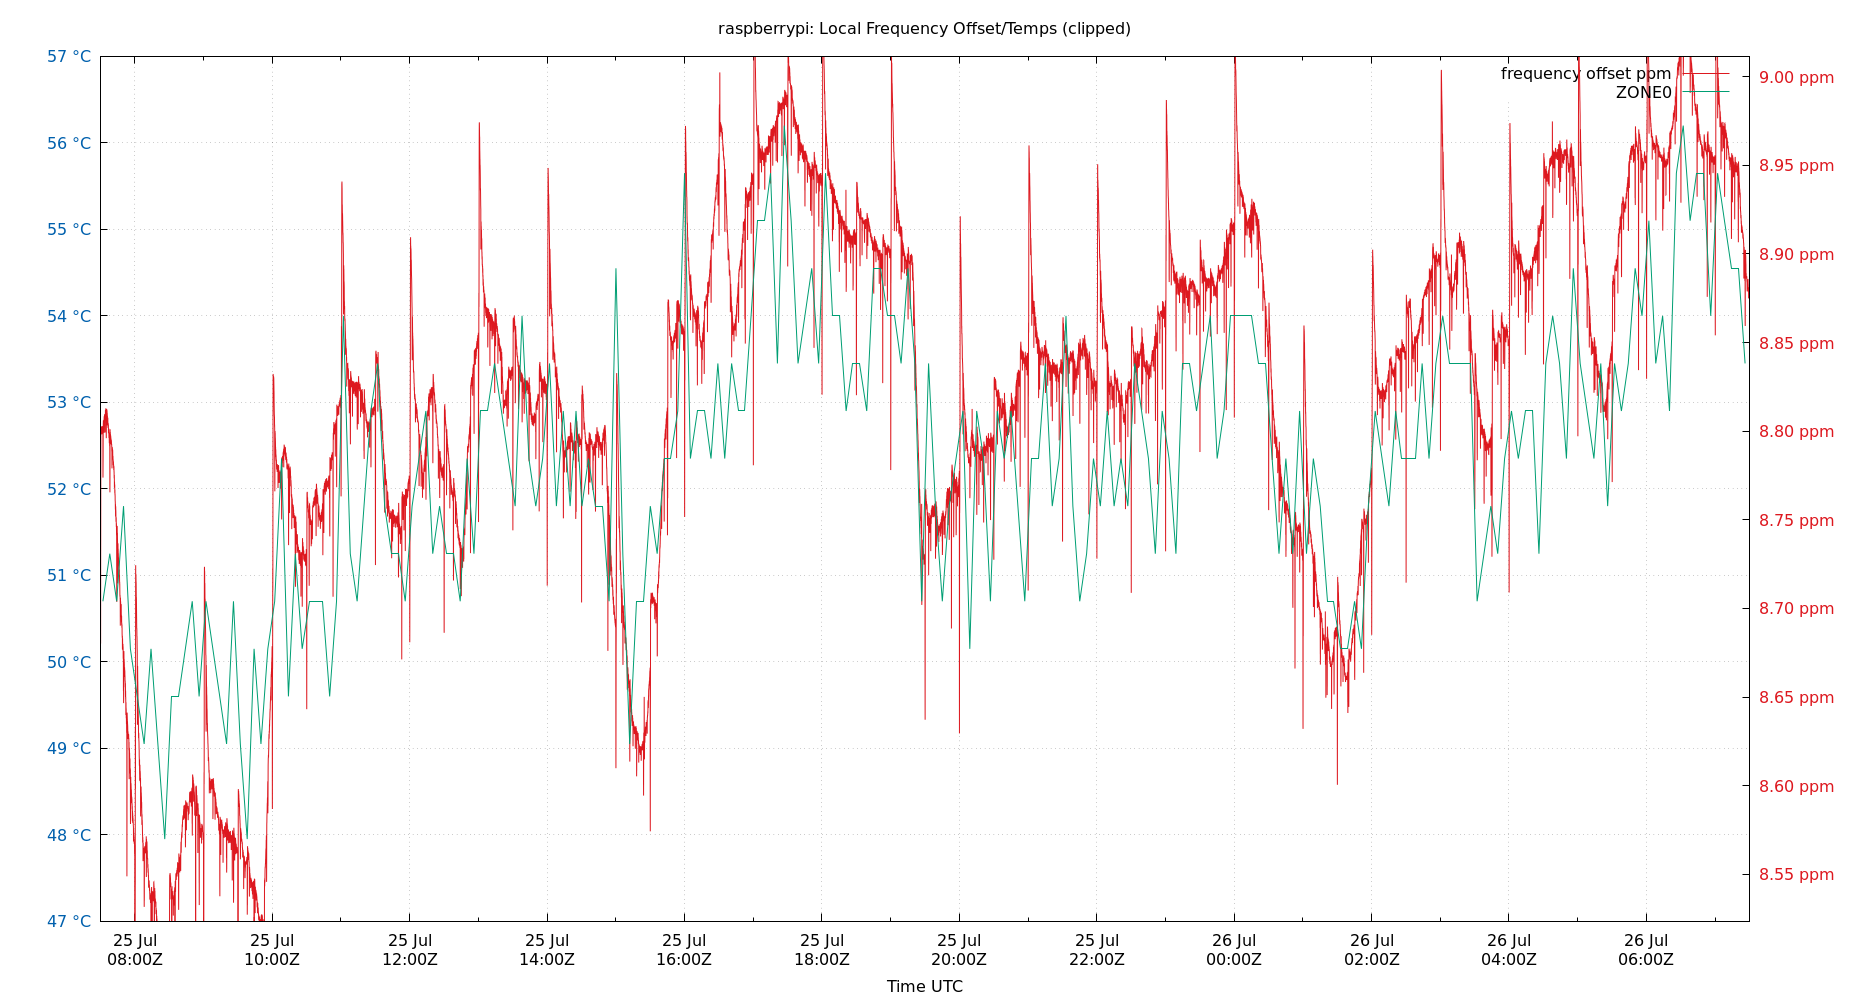 raspberrypi: Local Frequency Offset/Temps (clipped)
57 °C
56 °C
55 °C
54 °C
53 °C
52 °C
51 °C
50 °C
49 °C
48 °C
47 °C
frequency offset ppm
ZONE0
9.00 ppm
8.95 ppm
8.90 ppm
8.85 ppm
8.80 ppm
8.75 ppm
8.70 ppm
8.65 ppm
8.60 ppm
8.55 ppm
25 Jul
08:00Z
25 Jul
10:00Z
25 Jul
12:00Z
25 Jul
14:00Z
25 Jul
16:00Z
25 Jul
18:00Z
25 Jul
20:00Z
25 Jul
22:00Z
26 Jul
00:00Z
26 Jul
02:00Z
26 Jul
04:00Z
26 Jul
06:00Z
Time UTC